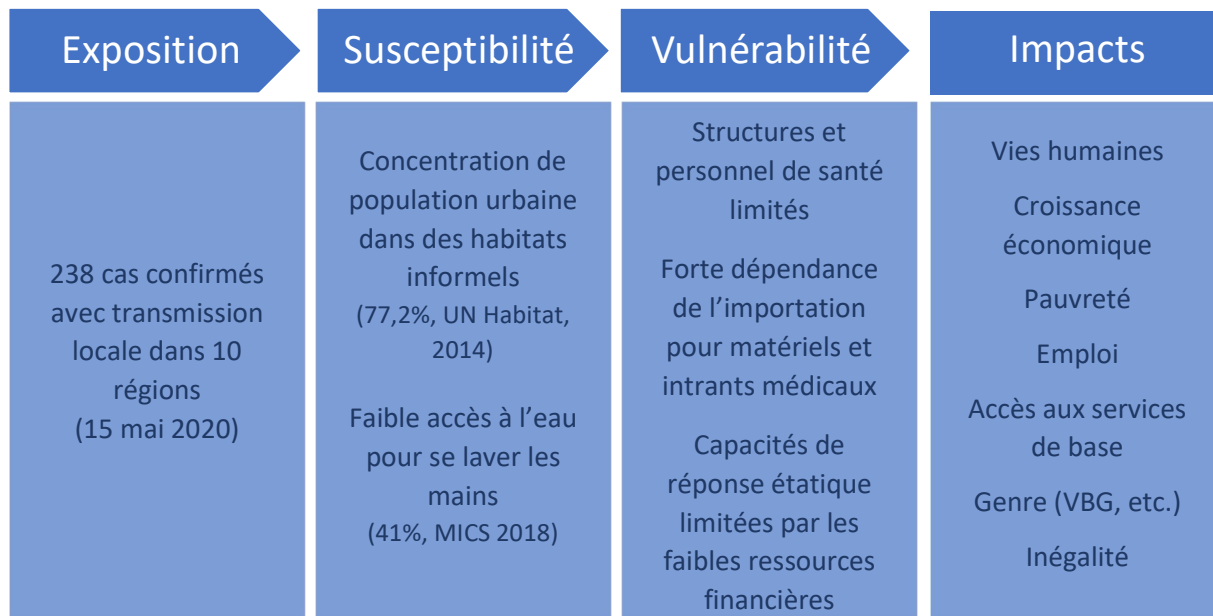 Exposition
238 cas confirmés
avec transmission
locale dans 10
régions
(15 mai 2020)
Susceptibilité
Concentration de
population urbaine
dans des habitats
informels
(77,2%, UN Habitat,
2014)
Faible accès à l’eau
pour se laver les
mains
(41%, MICS 2018)
Vulnérabilité
Structures et
personnel de santé
limités
Forte dépendance
de l’importation
pour matériels et
intrants médicaux
Capacités de
réponse étatique
limitées par les
faibles ressources
financières
Impacts
Vies humaines
Croissance
économique
Pauvreté
Emploi
Accès aux services
de base
Genre (VBG, etc.)
Inégalité